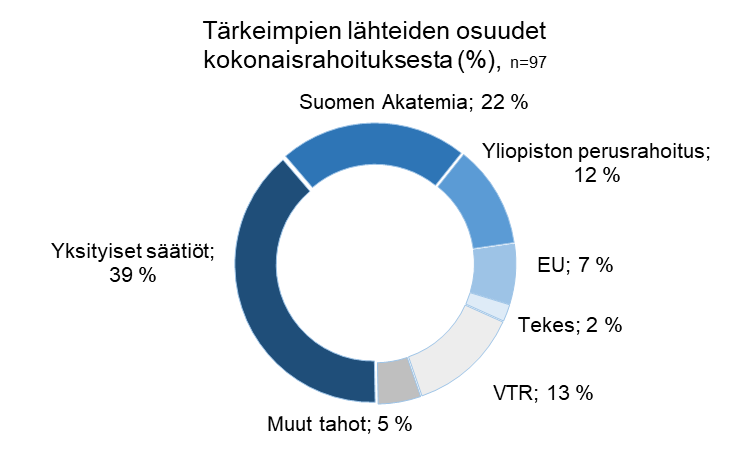 Tärkeimpien lähteiden osuudet
kokonaisrahoituksesta (%), n=97
Suomen Akatemia; 22 %
Yliopiston perusrahoitus;
12 %
Yksityiset säätiöt;
39 %
EU; 7 %
Tekes; 2 %
VTR; 13 %
Muut tahot; 5 %